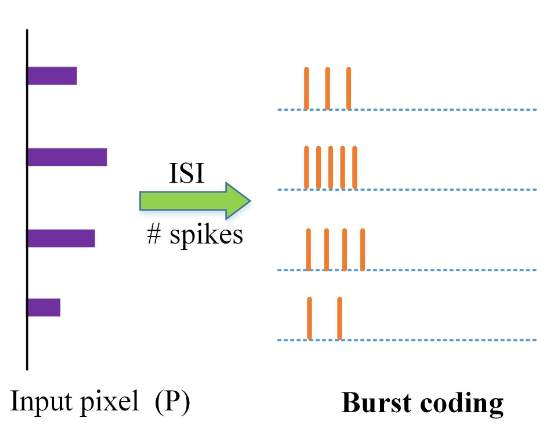 ISI
# spikes
Input pixel (P)
Burst coding